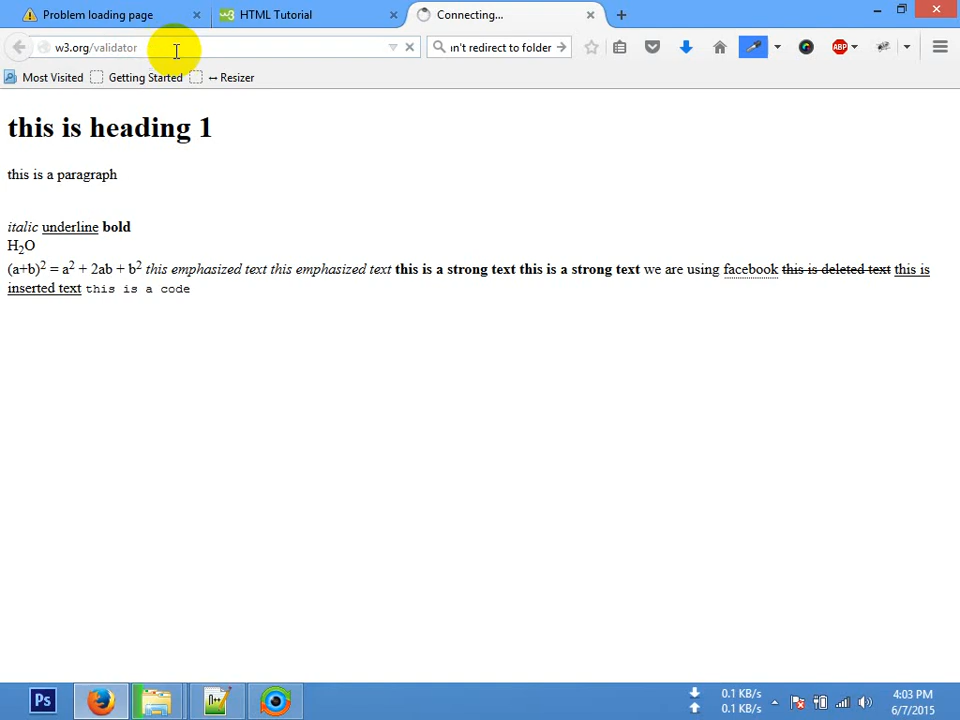 Problem loading page
HTML Tutorial
Connecting...
w3.org/validator
in't redirect to folder
ABP
Most Visited
Getting Started
↔ Resizer
this is heading 1
this is a paragraph
italic underline bold
H₂O
(a+b)² = a² + 2ab + b² this emphasized text this emphasized text this is a strong text this is a strong text we are using facebook this is deleted text this is
inserted text this is a code
Ps
0.1 KB/s
0.1 KB/s
4:03 PM
6/7/2015